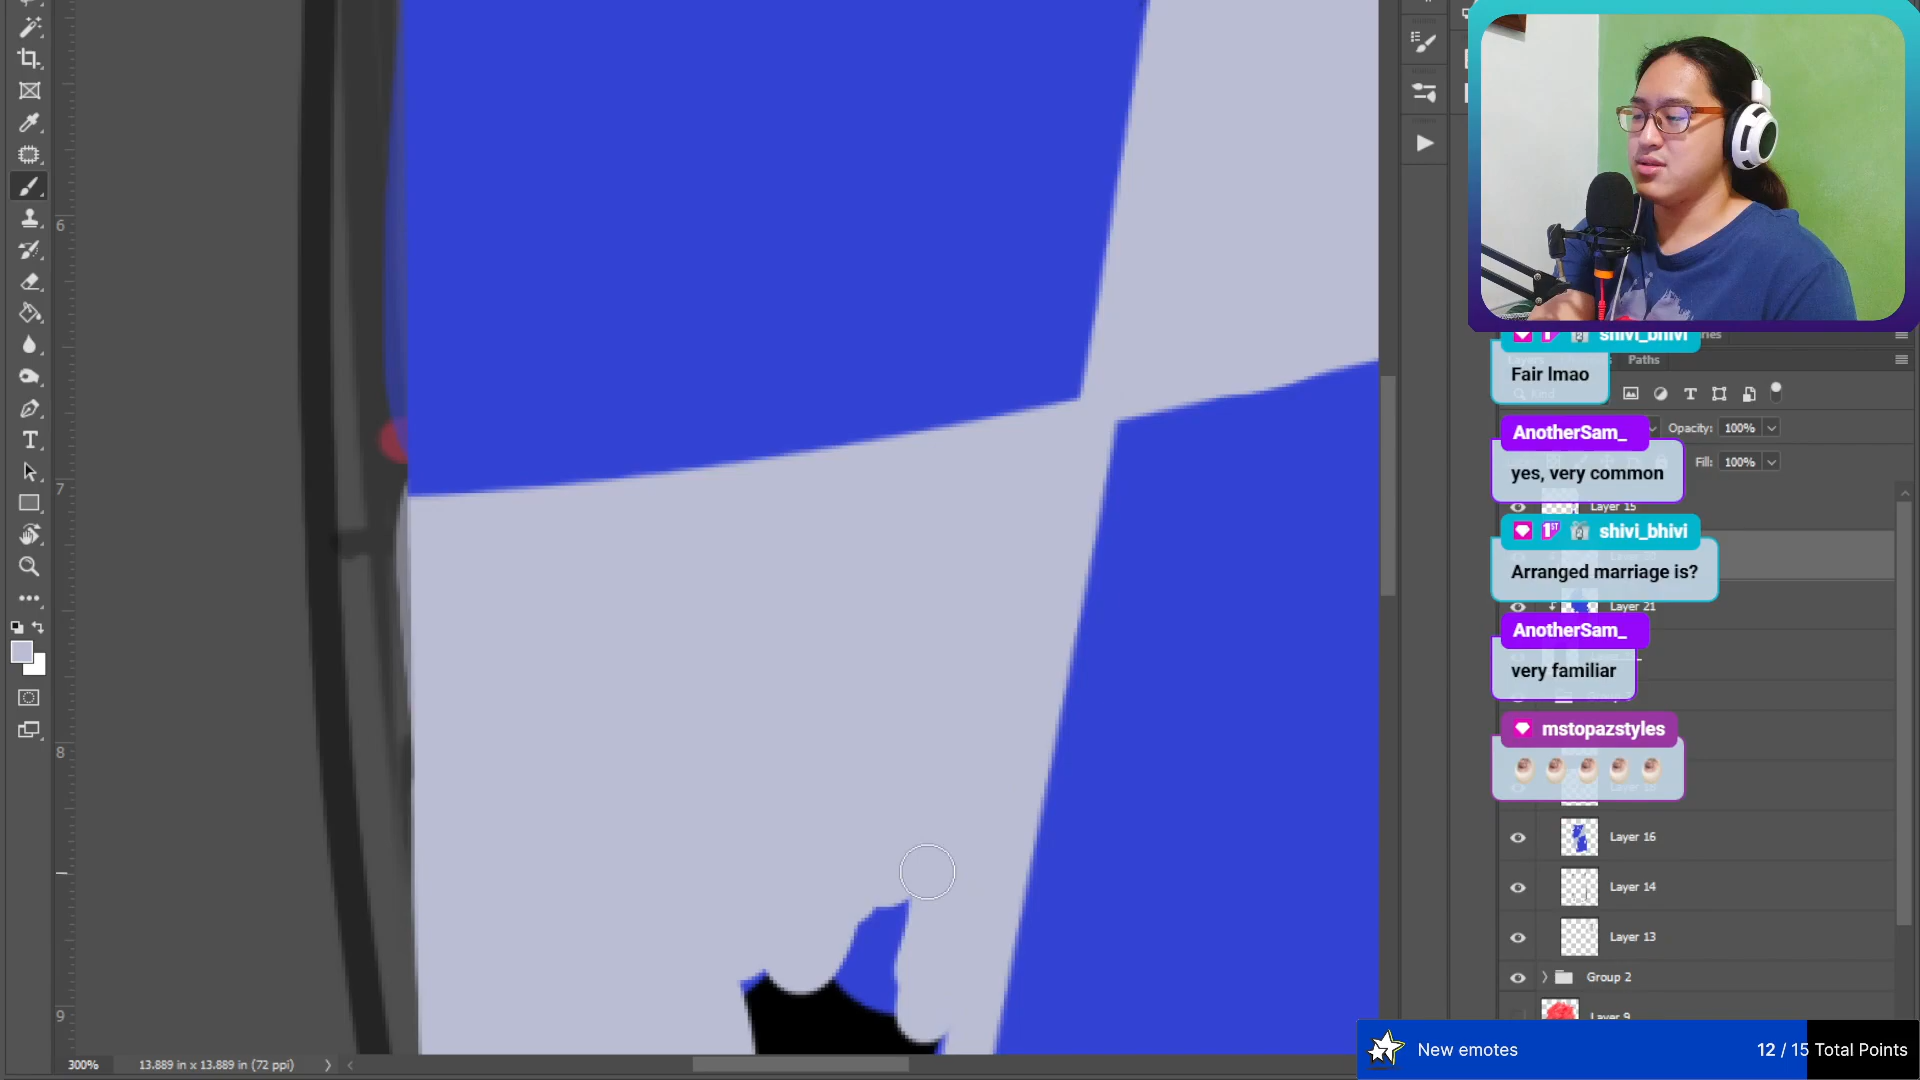 shivi_bhivi
Fair lmao
Paths
Opacity: 100%
AnotherSam_
yes, very common
Fill: 100%
Layer 15
1ST shivi_bhivi
Arranged marriage is?
Layer 21
AnotherSam_
very familiar
mstopazstyles
Layer 16
Layer 14
Layer 13
Group 2
Layer 9
6
7
8
9
300% 13.889 in x 13.889 in (72 ppi)
New emotes 12 / 15 Total Points